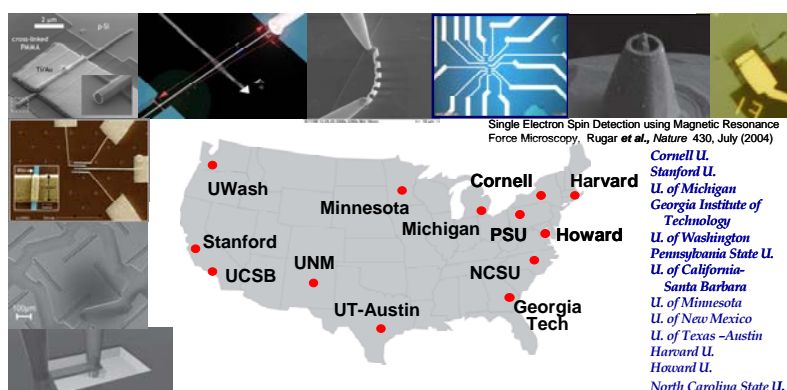 2 μm
p-Si
cross-linked
PMMA
Ti/Au
Single Electron Spin Detection using Magnetic Resonance
Force Microscopy, Rugar et al., Nature 430, July (2004)
100μm
UWash
Stanford
UCSB
UNM
Minnesota
UT-Austin
Michigan
Cornell
PSU
Harvard
Howard
NCSU
Georgia
Tech
Cornell U.
Stanford U.
U. of Michigan
Georgia Institute of
Technology
U. of Washington
Pennsylvania State U.
U. of California-
Santa Barbara
U. of Minnesota
U. of New Mexico
U. of Texas –Austin
Harvard U.
Howard U.
North Carolina State U.